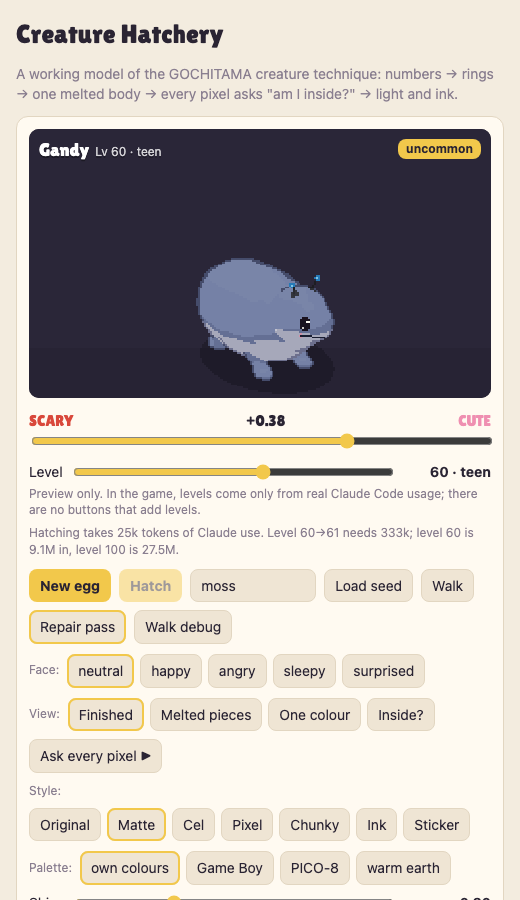 Creature Hatchery
A working model of the GOCHITAMA creature technique: numbers → rings
→ one melted body → every pixel asks "am I inside?" → light and ink.
Gandy Lv 60 · teen uncommon
SCARY +0.38 CUTE
Level 60 · teen
Preview only. In the game, levels come only from real Claude Code usage; there
are no buttons that add levels.
Hatching takes 25k tokens of Claude use. Level 60→61 needs 333k; level 60 is
9.1M in, level 100 is 27.5M.
New egg Hatch moss Load seed Walk
Repair pass Walk debug
Face: neutral happy angry sleepy surprised
View: Finished Melted pieces One colour Inside?
Ask every pixel ▶
Style:
Original Matte Cel Pixel Chunky Ink Sticker
Palette: own colours Game Boy PICO-8 warm earth